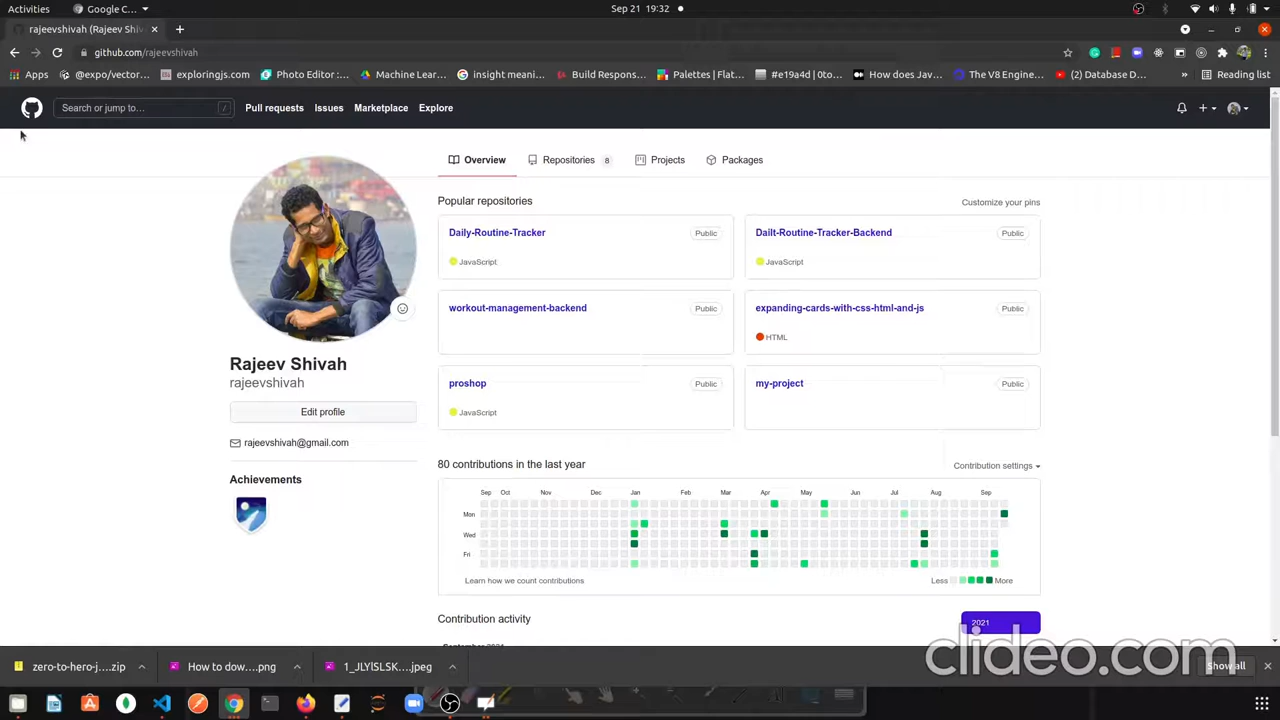 Activities
Google C...
Sep 21 19:32
rajeevshivah (Rajeev Shi
github.com/rajeevshivah
Apps
@expo/vector...
exploringjs.com
Photo Editor :...
Machine Lear...
insight meani...
Build Respons...
Palettes | Flat...
#e19a4d | 0to...
How does Jav...
The V8 Engine...
(2) Database D...
»
Reading list
Search or jump to...
/
Pull requests
Issues
Marketplace
Explore
Overview
Repositories 8
Projects
Packages
Popular repositories
Customize your pins
Daily-Routine-Tracker
Public
JavaScript
Dailt-Routine-Tracker-Backend
Public
JavaScript
workout-management-backend
Public
expanding-cards-with-css-html-and-js
Public
HTML
proshop
Public
JavaScript
my-project
Public
Rajeev Shivah
rajeevshivah
Edit profile
rajeevshivah@gmail.com
Achievements
80 contributions in the last year
Contribution settings
Sep Oct Nov Dec Jan Feb Mar Apr May Jun Jul Aug Sep
Mon
Wed
Fri
Learn how we count contributions
Less
More
Contribution activity
2021
clideo.com
zero-to-hero-j....zip
How to dow....png
1_JLYlSLSK....jpeg
Show all